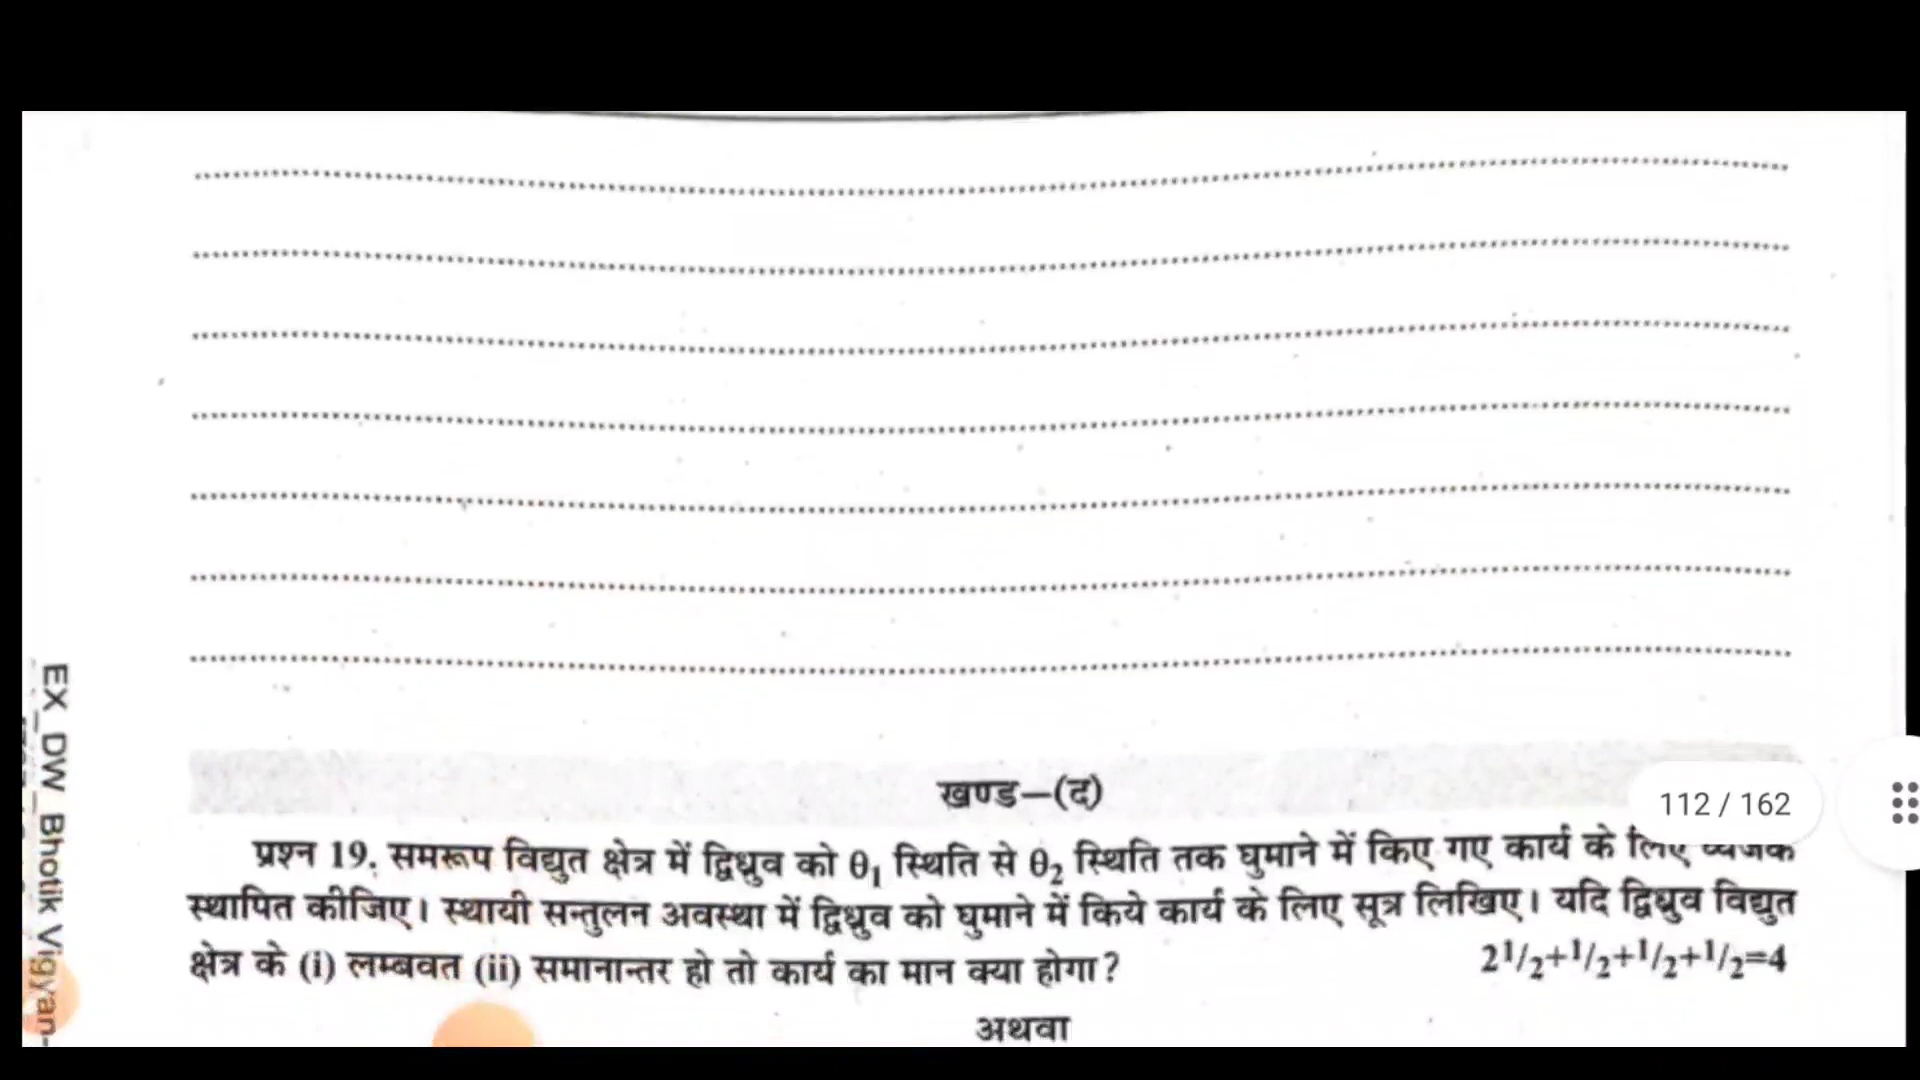 खण्ड—(द)
112 / 162
प्रश्न 19. समरूप विद्युत क्षेत्र में द्विध्रुव को θ₁ स्थिति से θ₂ स्थिति तक घुमाने में किए गए कार्य के लिए व्यंजक
स्थापित कीजिए। स्थायी सन्तुलन अवस्था में द्विध्रुव को घुमाने में किये कार्य के लिए सूत्र लिखिए। यदि द्विध्रुव विद्युत
क्षेत्र के (i) लम्बवत (ii) समानान्तर हो तो कार्य का मान क्या होगा? 2¹/₂+¹/₂+¹/₂+¹/₂=4
अथवा
EX_DW_Bhotik Vigyan-